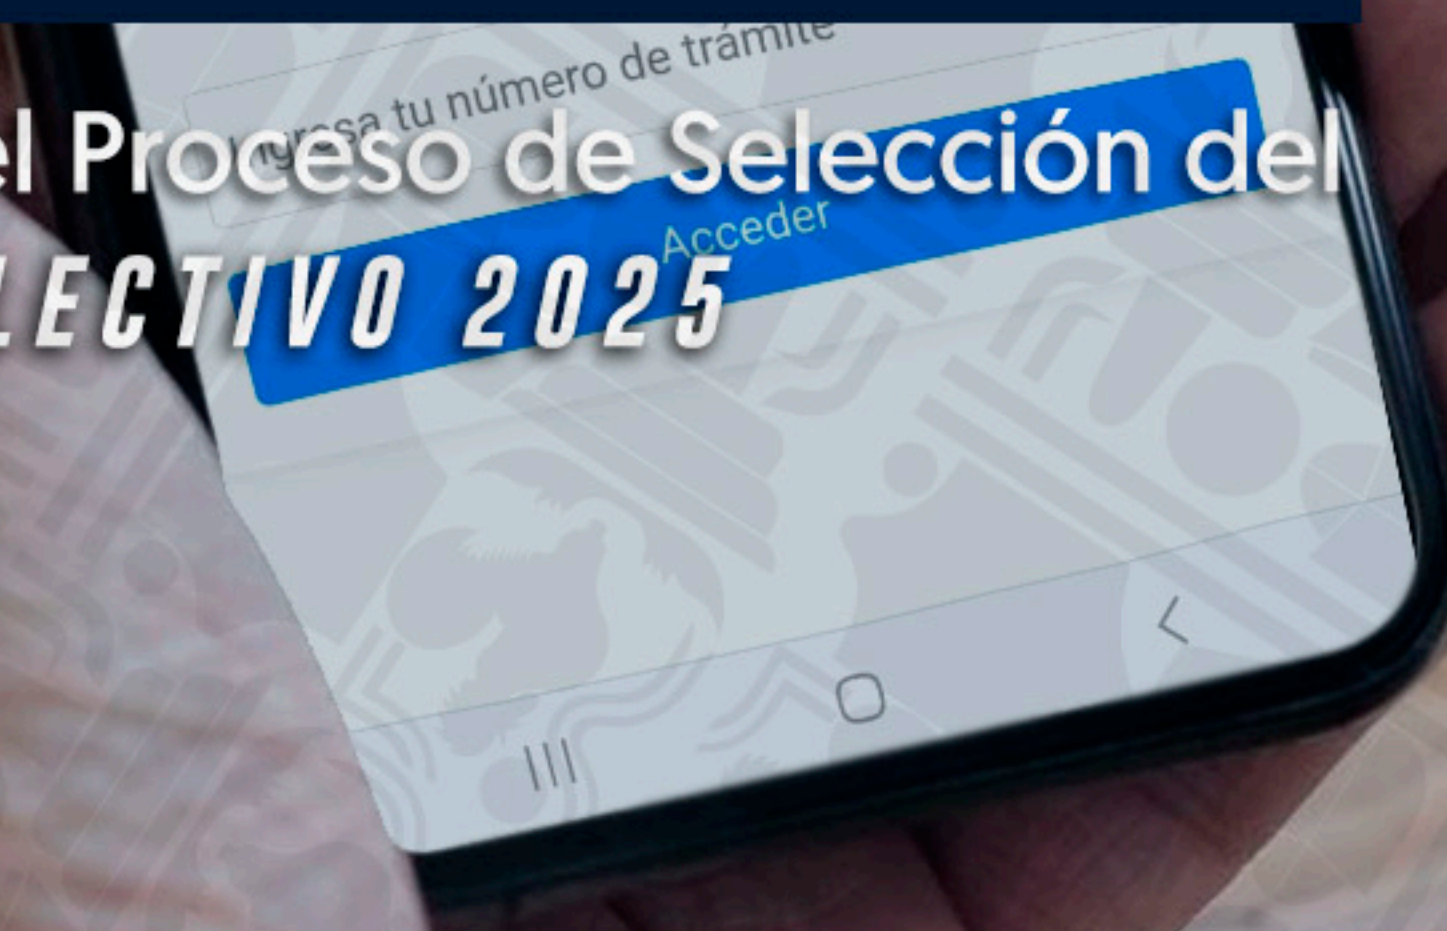 Ingresa tu número de trámite
el Proceso de Selección del
Acceder
LECTIVO 2025